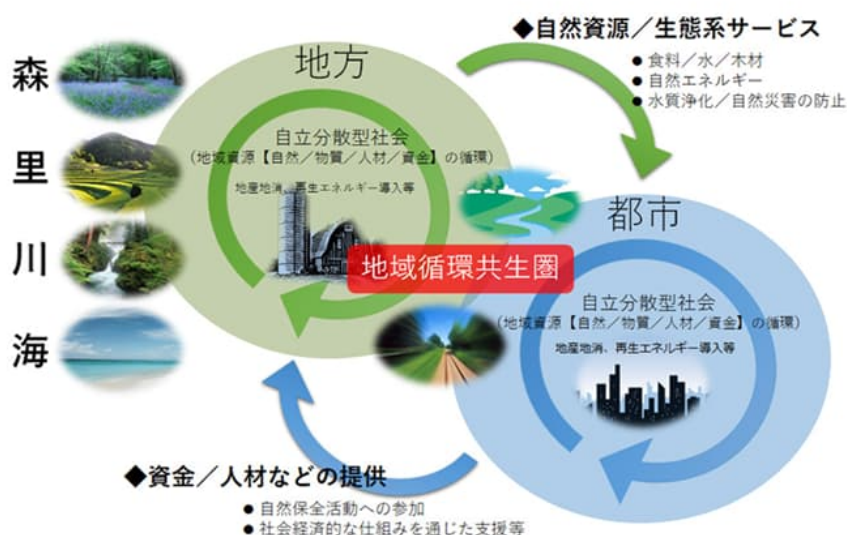 森
里
川
海
地方
自立分散型社会
(地域資源【自然／物質／人材／資金】の循環)
地産地消、再生エネルギー導入等
◆自然資源／生態系サービス
● 食料／水／木材
● 自然エネルギー
● 水質浄化／自然災害の防止
地域循環共生圏
都市
自立分散型社会
(地域資源【自然／物質／人材／資金】の循環)
地産地消、再生エネルギー導入等
◆資金／人材などの提供
● 自然保全活動への参加
● 社会経済的な仕組みを通じた支援等